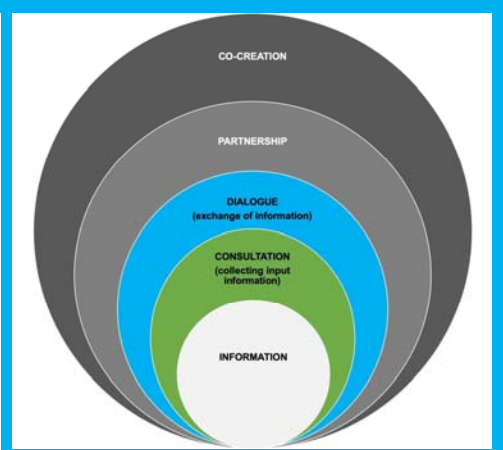 CO-CREATION
PARTNERSHIP
DIALOGUE
(exchange of information)
CONSULTATION
(collecting input
information)
INFORMATION